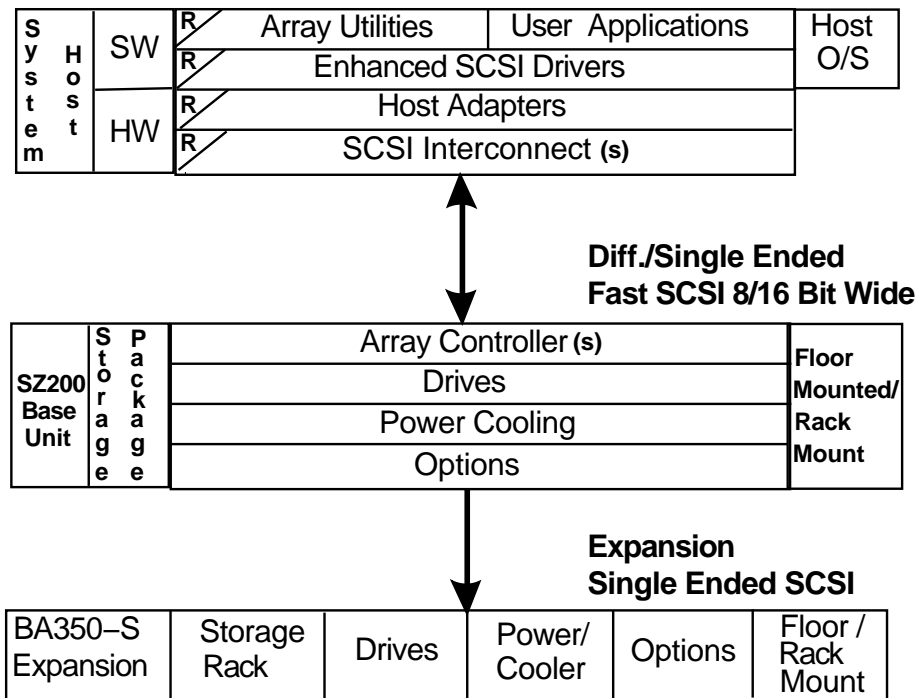 System Host
SW
HW
R Array Utilities
User Applications
Host O/S
R Enhanced SCSI Drivers
R Host Adapters
R SCSI Interconnect (s)
Diff./Single Ended
Fast SCSI 8/16 Bit Wide
SZ200
Base
Unit
Storage Package
Array Controller (s)
Drives
Power Cooling
Options
Floor
Mounted/
Rack
Mount
Expansion
Single Ended SCSI
BA350–S
Expansion
Storage
Rack
Drives
Power/
Cooler
Options
Floor /
Rack
Mount